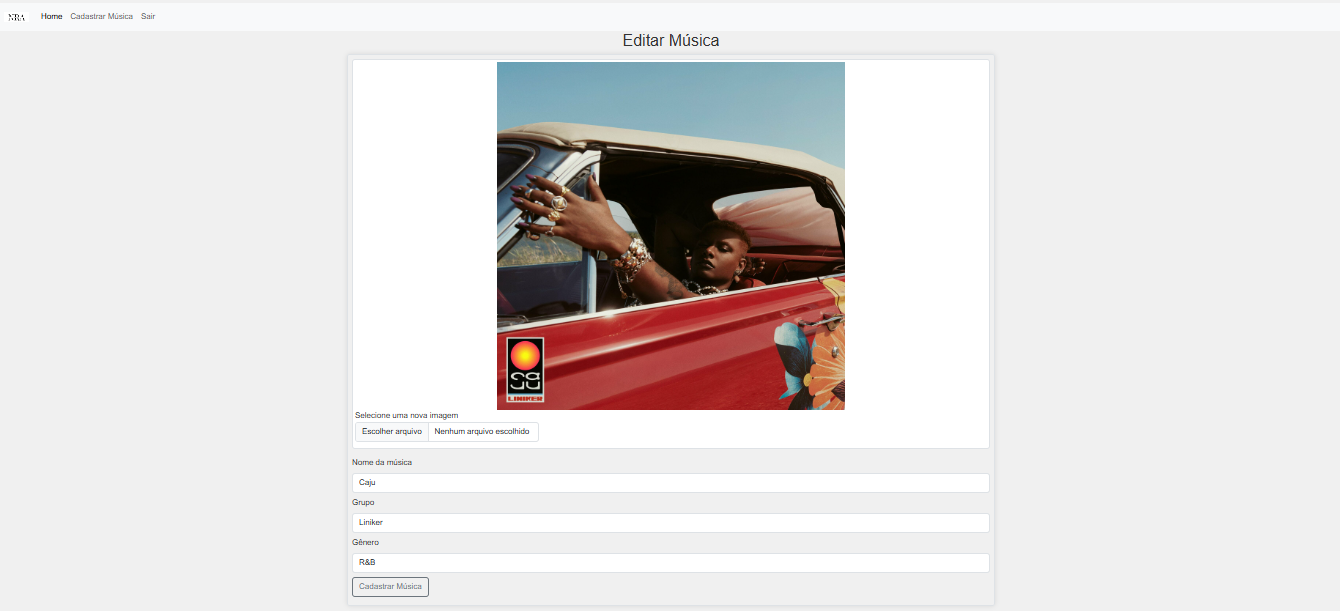 NRA Home Cadastrar Música Sair
Editar Música
CAJU
LINIKER
Selecione uma nova imagem
Escolher arquivo Nenhum arquivo escolhido
Nome da música
Caju
Grupo
Liniker
Gênero
R&B
Cadastrar Música